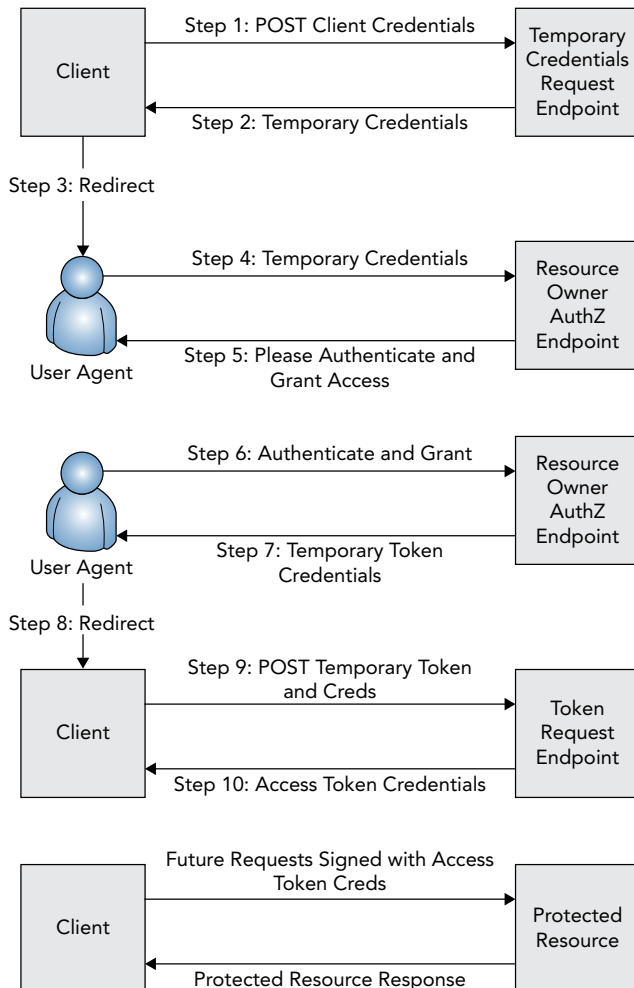 Step 1: POST Client Credentials
Client
Temporary
Credentials
Request
Endpoint
Step 2: Temporary Credentials
Step 3: Redirect
Step 4: Temporary Credentials
Resource
Owner
AuthZ
Endpoint
Step 5: Please Authenticate and
Grant Access
User Agent
Step 6: Authenticate and Grant
Resource
Owner
AuthZ
Endpoint
Step 7: Temporary Token
Credentials
User Agent
Step 8: Redirect
Step 9: POST Temporary Token
and Creds
Client
Token
Request
Endpoint
Step 10: Access Token Credentials
Future Requests Signed with Access
Token Creds
Client
Protected
Resource
Protected Resource Response